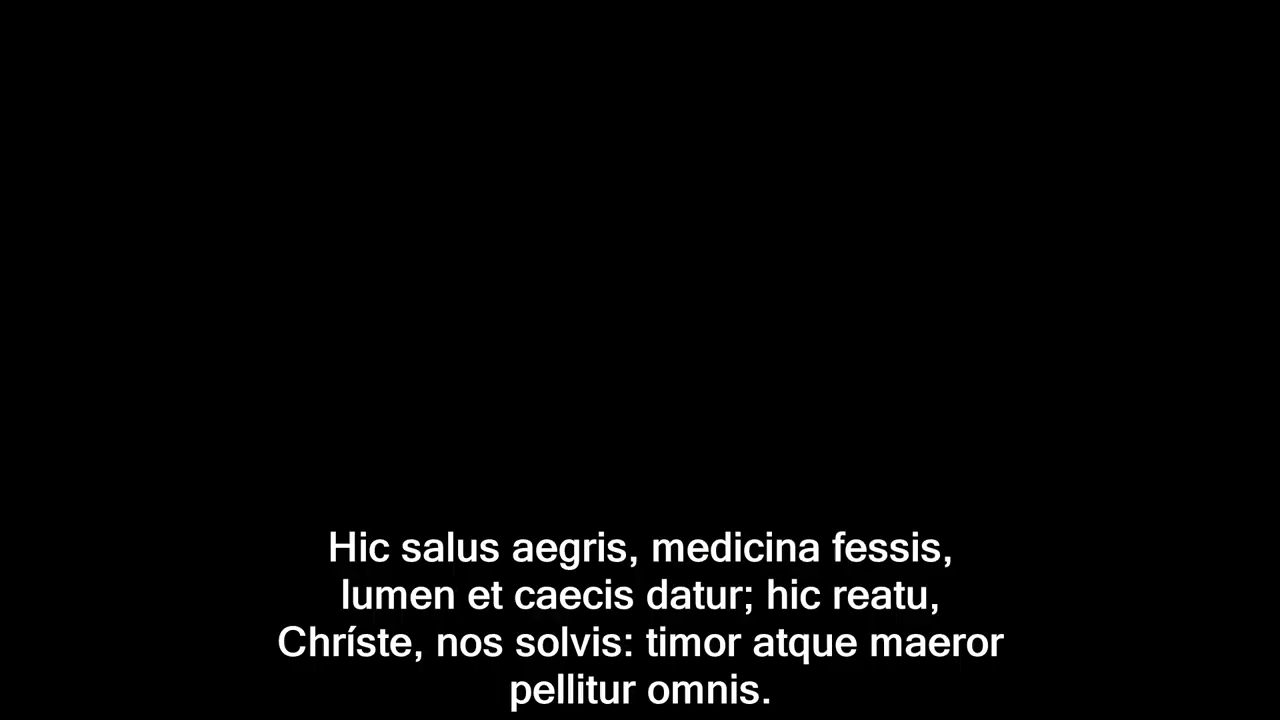 Hic salus aegris, medicina fessis,
lumen et caecis datur; hic reatu,
Chríste, nos solvis: timor atque maeror
pellitur omnis.